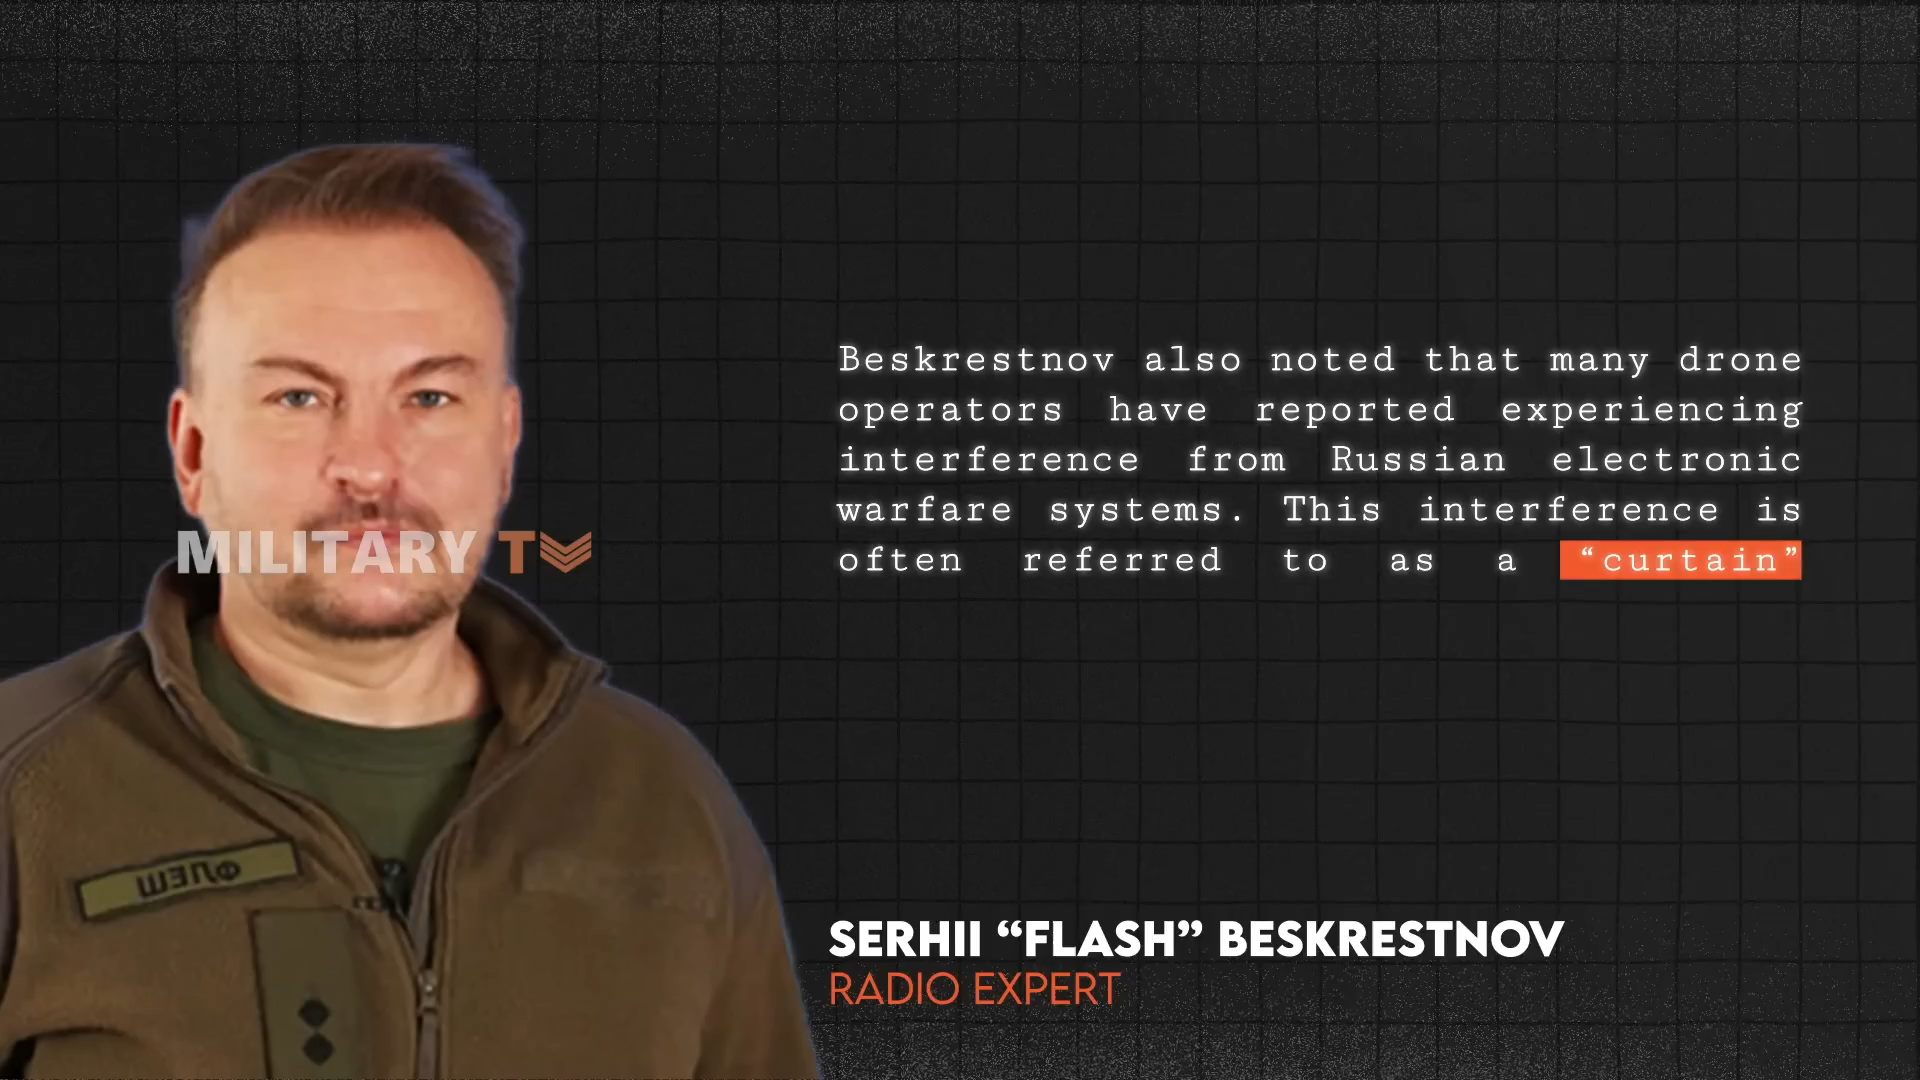 Beskrestnov also noted that many drone
operators have reported experiencing
interference from Russian electronic
warfare systems. This interference is
often referred to as a “curtain”
MILITARY TV
ФЛЕШ
SERHII “FLASH” BESKRESTNOV
RADIO EXPERT